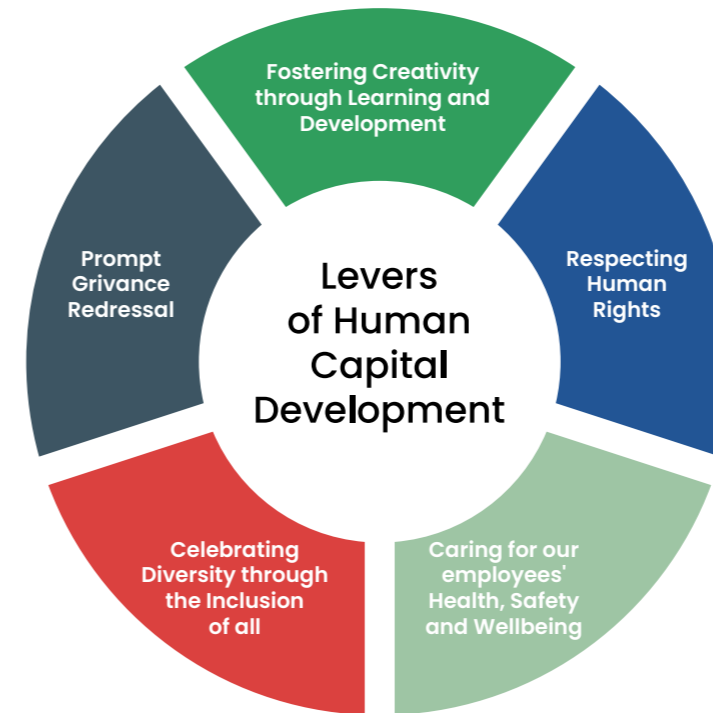 Fostering Creativity
through Learning and
Development
Respecting
Human
Rights
Caring for our
employees'
Health, Safety
and Wellbeing
Celebrating
Diversity through
the Inclusion
of all
Prompt
Grivance
Redressal
Levers
of Human
Capital
Development